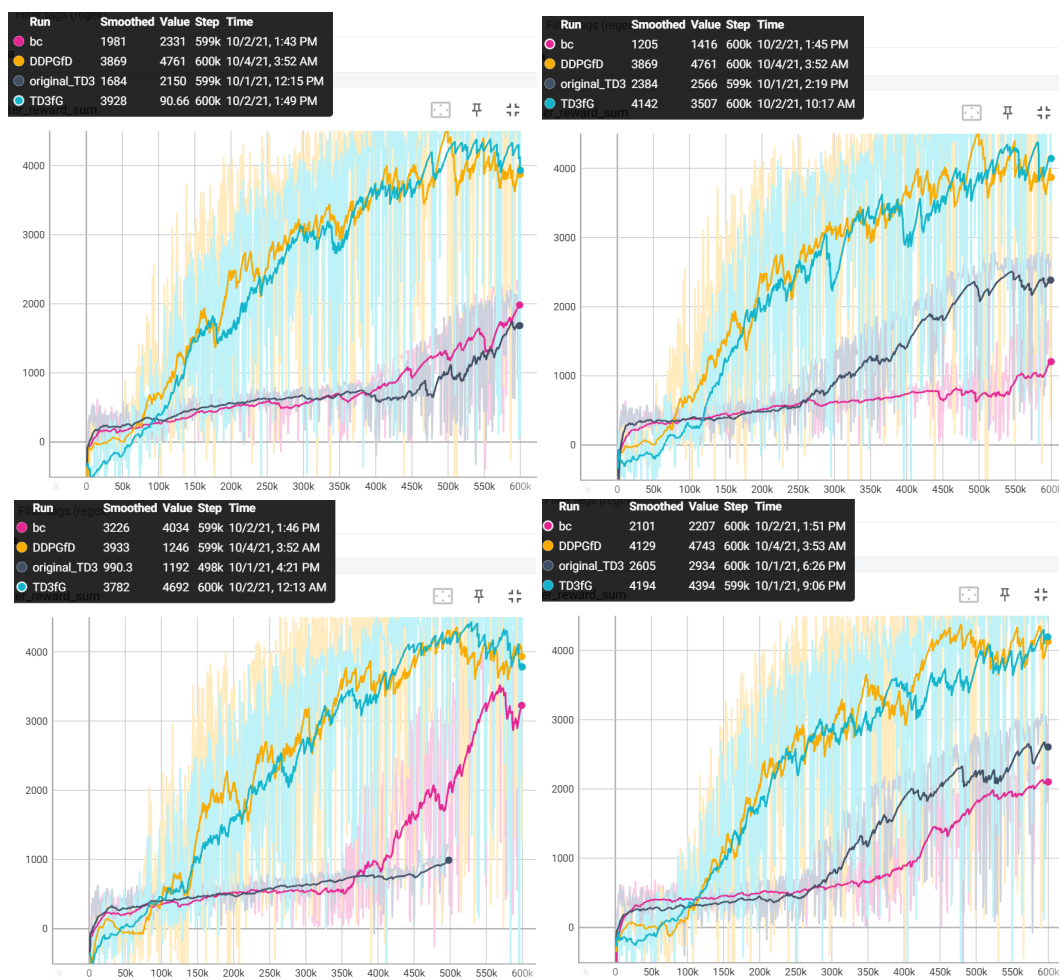 Run Smoothed Value Step Time
bc 1981 2331 599k 10/2/21, 1:43 PM
DDPGfD 3869 4761 600k 10/4/21, 3:52 AM
original_TD3 1684 2150 599k 10/1/21, 12:15 PM
TD3fG 3928 90.66 600k 10/2/21, 1:49 PM
er_reward_sum
4000
3000
2000
1000
0
0 50k 100k 150k 200k 250k 300k 350k 400k 450k 500k 550k 600k
Run Smoothed Value Step Time
bc 1205 1416 600k 10/2/21, 1:45 PM
DDPGfD 3869 4761 600k 10/4/21, 3:52 AM
original_TD3 2384 2566 599k 10/1/21, 2:19 PM
TD3fG 4142 3507 600k 10/2/21, 10:17 AM
er_reward_sum
4000
3000
2000
1000
0
0 50k 100k 150k 200k 250k 300k 350k 400k 450k 500k 550k 600k
Run Smoothed Value Step Time
bc 3226 4034 599k 10/2/21, 1:46 PM
DDPGfD 3933 1246 599k 10/4/21, 3:52 AM
original_TD3 990.3 1192 498k 10/1/21, 4:21 PM
TD3fG 3782 4692 600k 10/2/21, 12:13 AM
er_reward_sum
4000
3000
2000
1000
0
0 50k 100k 150k 200k 250k 300k 350k 400k 450k 500k 550k 600k
Run Smoothed Value Step Time
bc 2101 2207 600k 10/2/21, 1:51 PM
DDPGfD 4129 4743 600k 10/4/21, 3:53 AM
original_TD3 2605 2934 600k 10/1/21, 6:26 PM
TD3fG 4194 4394 599k 10/1/21, 9:06 PM
er_reward_sum
4000
3000
2000
1000
0
0 50k 100k 150k 200k 250k 300k 350k 400k 450k 500k 550k 600k